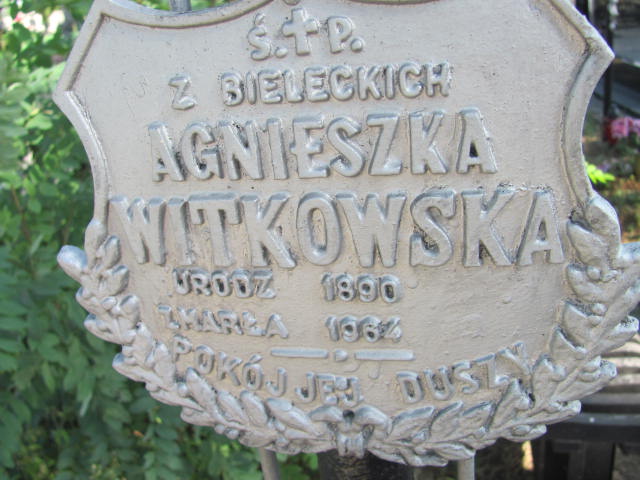 Ś.†P.
Z BIELECKICH
AGNIESZKA
WITKOWSKA
URODZ 1890
ZMARŁA 1964
POKÓJ JEJ DUSZY